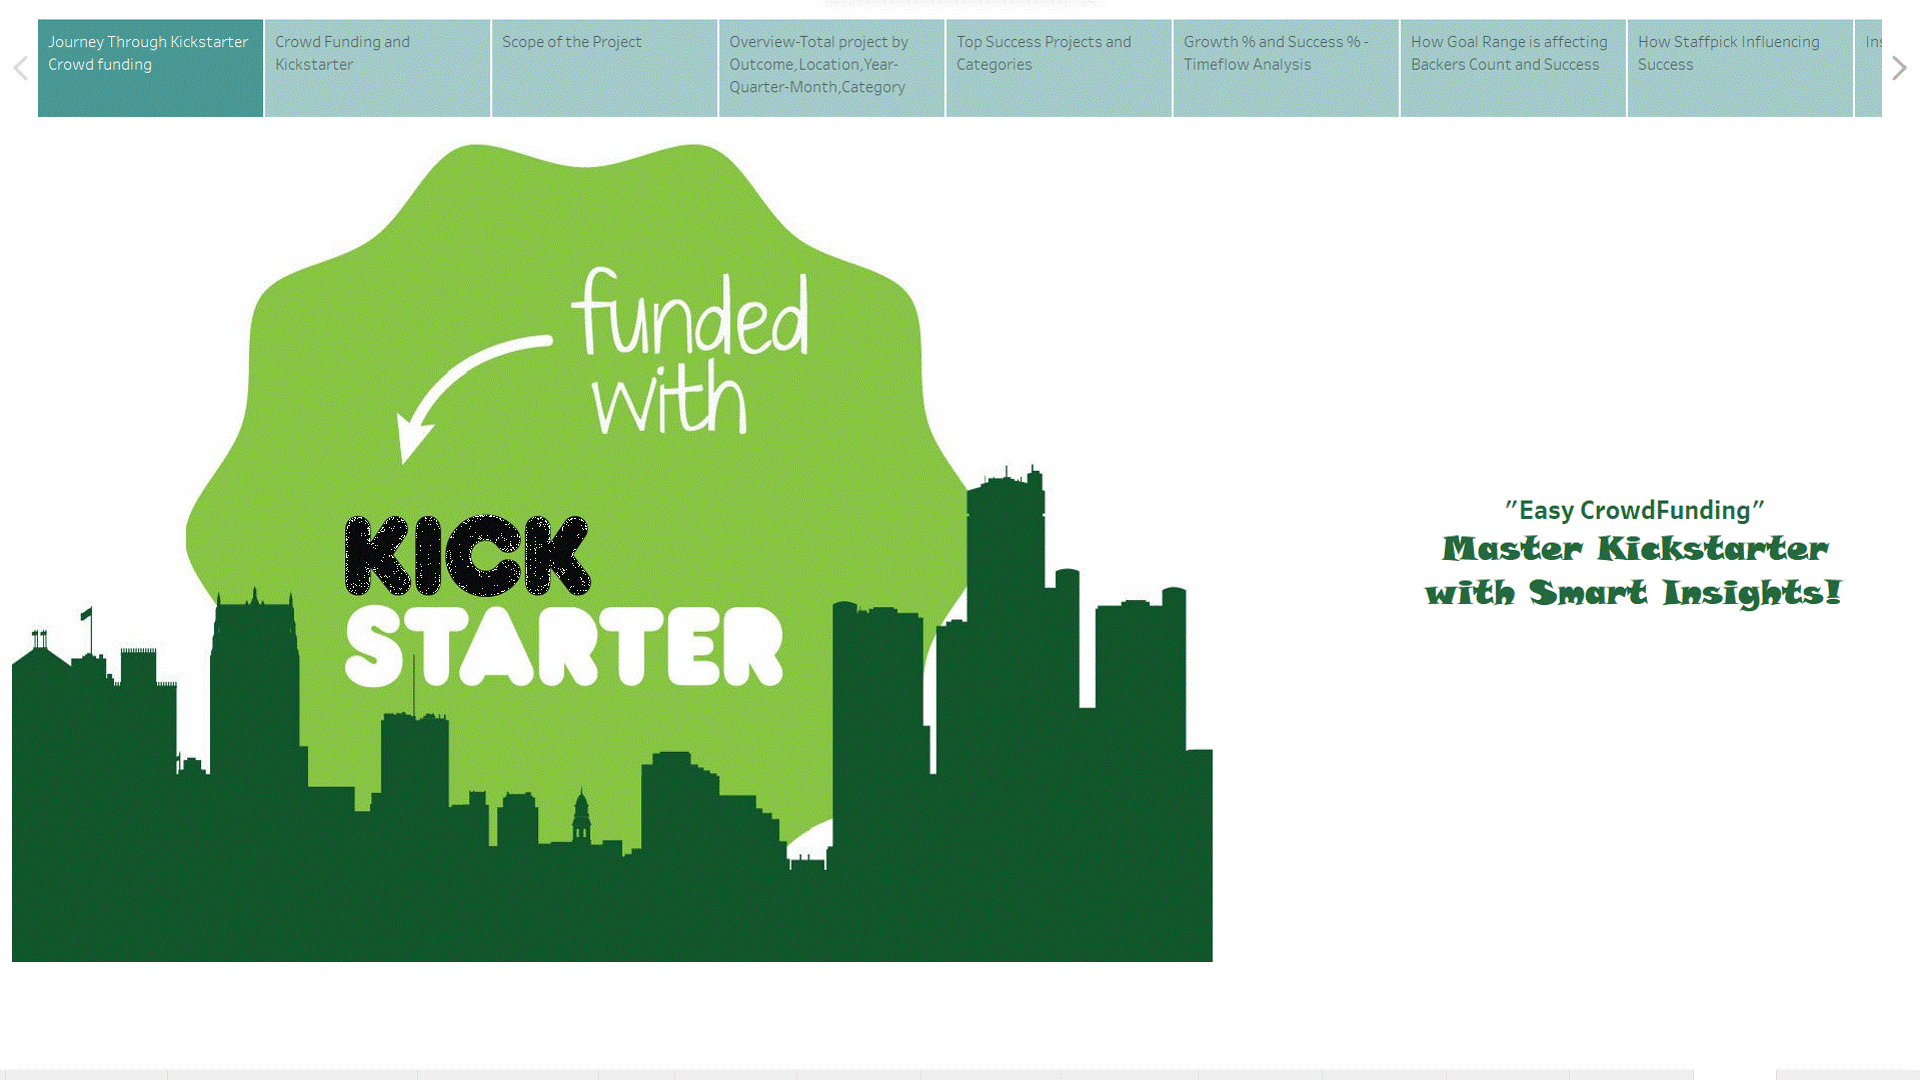 Journey Through Kickstarter
Crowd funding
Crowd Funding and
Kickstarter
Scope of the Project
Overview-Total project by
Outcome,Location,Year-
Quarter-Month,Category
Top Success Projects and
Categories
Growth % and Success % -
Timeflow Analysis
How Goal Range is affecting
Backers Count and Success
How Staffpick Influencing
Success
funded
with
KICK
STARTER
"Easy CrowdFunding"
Master Kickstarter
with Smart Insights!